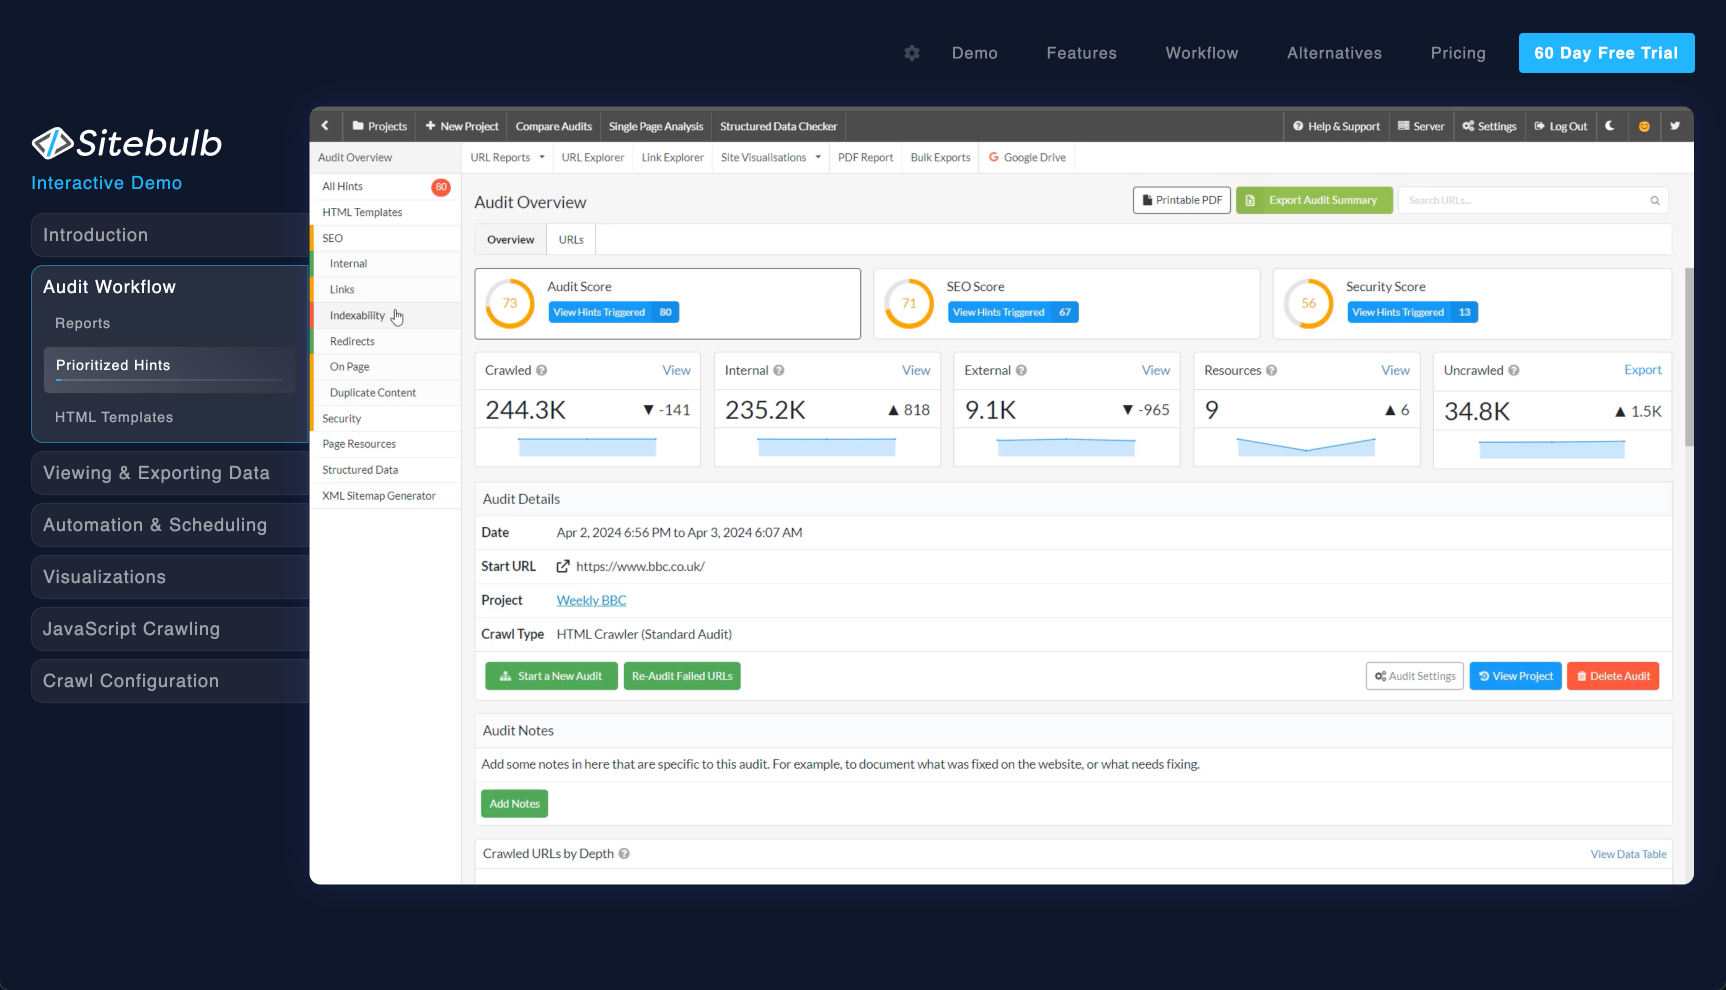 Demo
Features
Workflow
Alternatives
Pricing
60 Day Free Trial
Sitebulb
Interactive Demo
Introduction
Audit Workflow
Reports
Prioritized Hints
HTML Templates
Viewing & Exporting Data
Automation & Scheduling
Visualizations
JavaScript Crawling
Crawl Configuration
Projects
New Project
Compare Audits
Single Page Analysis
Structured Data Checker
Help & Support
Server
Settings
Log Out
Audit Overview
URL Reports
URL Explorer
Link Explorer
Site Visualisations
PDF Report
Bulk Exports
Google Drive
All Hints 80
HTML Templates
SEO
Internal
Links
Indexability
Redirects
On Page
Duplicate Content
Security
Page Resources
Structured Data
XML Sitemap Generator
Audit Overview
Printable PDF
Export Audit Summary
Search URLs...
Overview
URLs
73
Audit Score
View Hints Triggered 80
71
SEO Score
View Hints Triggered 67
56
Security Score
View Hints Triggered 13
Crawled View
244.3K ▼ -141
Internal View
235.2K ▲ 818
External View
9.1K ▼ -965
Resources View
9 ▲ 6
Uncrawled Export
34.8K ▲ 1.5K
Audit Details
Date Apr 2, 2024 6:56 PM to Apr 3, 2024 6:07 AM
Start URL https://www.bbc.co.uk/
Project Weekly BBC
Crawl Type HTML Crawler (Standard Audit)
Start a New Audit
Re-Audit Failed URLs
Audit Settings
View Project
Delete Audit
Audit Notes
Add some notes in here that are specific to this audit. For example, to document what was fixed on the website, or what needs fixing.
Add Notes
Crawled URLs by Depth
View Data Table